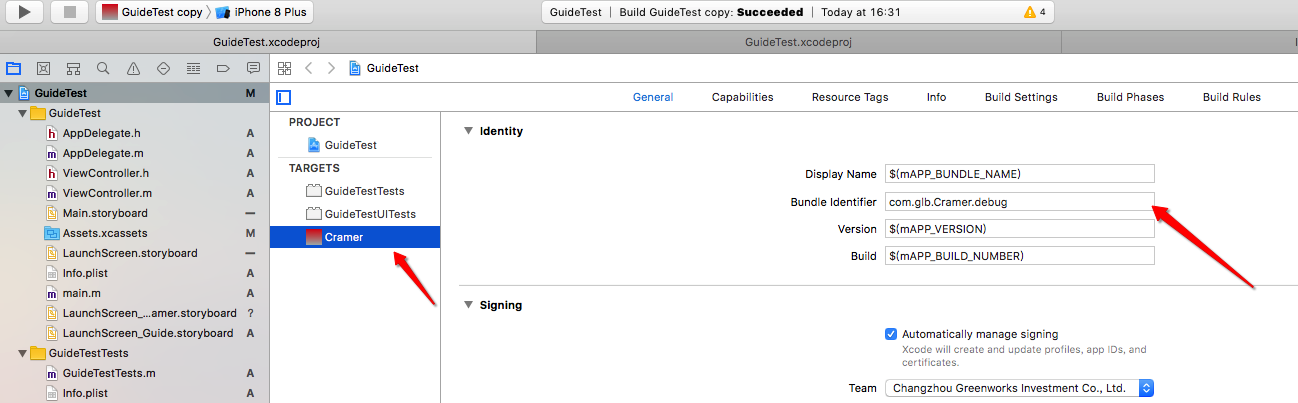 GuideTest copy 〉 iPhone 8 Plus
GuideTest | Build GuideTest copy: Succeeded | Today at 16:31
4
GuideTest.xcodeproj
GuideTest.xcodeproj
GuideTest
GuideTest M
GuideTest
AppDelegate.h A
AppDelegate.m A
ViewController.h A
ViewController.m A
Main.storyboard —
Assets.xcassets M
LaunchScreen.storyboard —
Info.plist A
main.m A
LaunchScreen_...amer.storyboard ?
LaunchScreen_Guide.storyboard A
GuideTestTests
GuideTestTests.m A
Info.plist A
PROJECT
GuideTest
TARGETS
GuideTestTests
GuideTestUITests
Cramer
General Capabilities Resource Tags Info Build Settings Build Phases Build Rules
Identity
Display Name $(mAPP_BUNDLE_NAME)
Bundle Identifier com.glb.Cramer.debug
Version $(mAPP_VERSION)
Build $(mAPP_BUILD_NUMBER)
Signing
Automatically manage signing
Xcode will create and update profiles, app IDs, and
certificates.
Team Changzhou Greenworks Investment Co., Ltd.